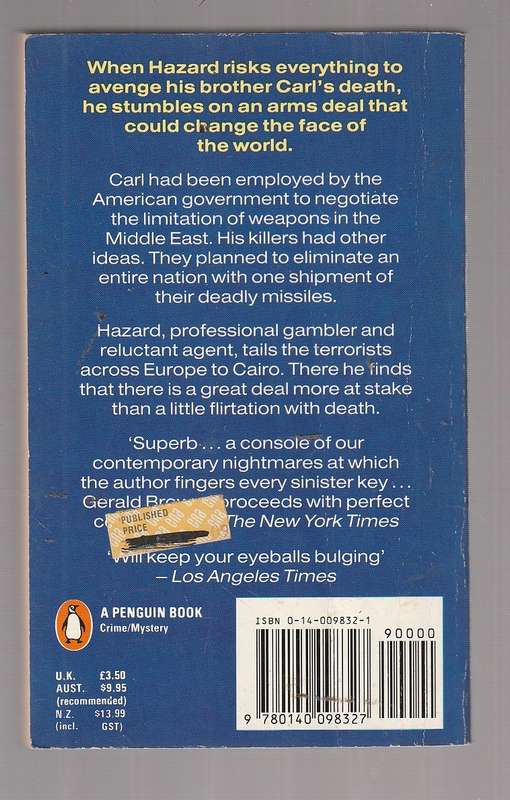 When Hazard risks everything to
avenge his brother Carl's death,
he stumbles on an arms deal that
could change the face of
the world.
Carl had been employed by the
American government to negotiate
the limitation of weapons in the
Middle East. His killers had other
ideas. They planned to eliminate an
entire nation with one shipment of
their deadly missiles.
Hazard, professional gambler and
reluctant agent, tails the terrorists
across Europe to Cairo. There he finds
that there is a great deal more at stake
than a little flirtation with death.
'Superb ... a console of our
contemporary nightmares at which
the author fingers every sinister key ...
Gerald proceeds with perfect
The New York Times
PUBLISHED
PRICE
'Will keep your eyeballs bulging'
– Los Angeles Times
A PENGUIN BOOK
Crime/Mystery
ISBN 0-14-009832-1
90000
9 780140 098327
U.K. £3.50
AUST. $9.95
(recommended)
N.Z. $13.99
(incl. GST)